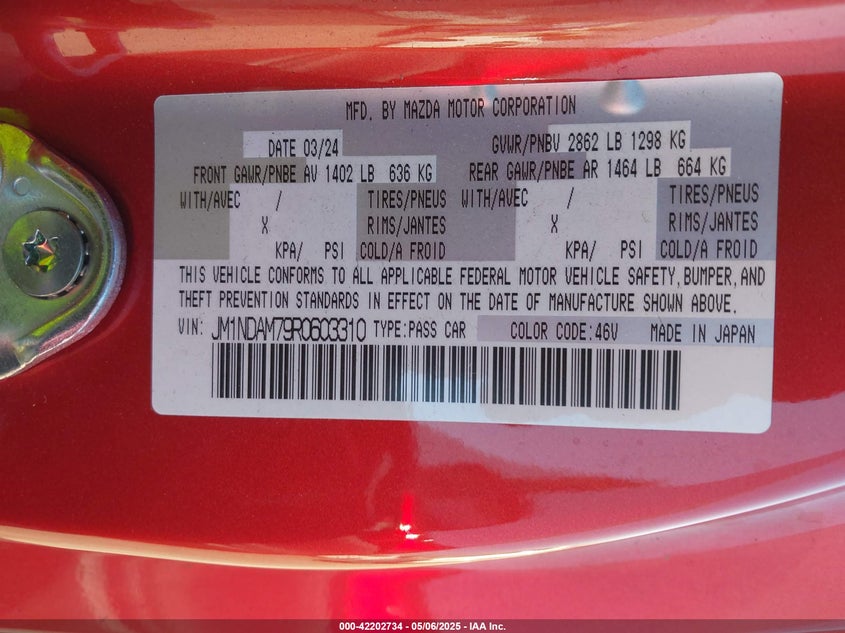 MFD. BY MAZDA MOTOR CORPORATION
DATE 03/24 GVWR/PNBV 2862 LB 1298 KG
FRONT GAWR/PNBE AV 1402 LB 636 KG REAR GAWR/PNBE AR 1464 LB 664 KG
WITH/AVEC / TIRES/PNEUS WITH/AVEC / TIRES/PNEUS
X RIMS/JANTES X RIMS/JANTES
KPA/ PSI COLD/A FROID KPA/ PSI COLD/A FROID
THIS VEHICLE CONFORMS TO ALL APPLICABLE FEDERAL MOTOR VEHICLE SAFETY, BUMPER, AND
THEFT PREVENTION STANDARDS IN EFFECT ON THE DATE OF MANUFACTURE SHOWN ABOVE.
VIN: JM1NDAM79R0603310 TYPE:PASS CAR COLOR CODE:46V MADE IN JAPAN
000-42202734 - 05/06/2025 - IAA Inc.